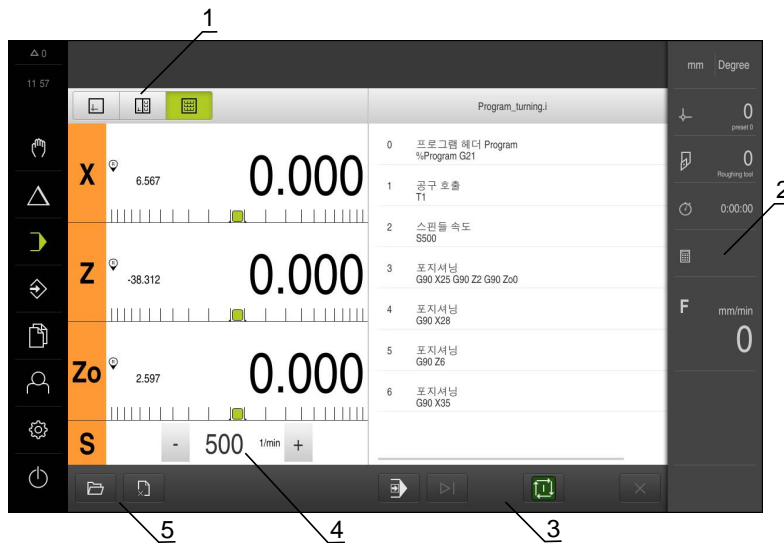 1
0
11 57
mm Degree
Program_turning.i
0
preset 0
0
Roughing tool
0:00:00
2
F mm/min
0
X R 6.567 0.000
Z R -38.312 0.000
Zo R 2.597 0.000
S - 500 1/min +
0 프로그램 헤더 Program
%Program G21
1 공구 호출
T1
2 스핀들 속도
S500
3 포지셔닝
G90 X25 G90 Z2 G90 Zo0
4 포지셔닝
G90 X28
5 포지셔닝
G90 Z6
6 포지셔닝
G90 X35
5
4
3